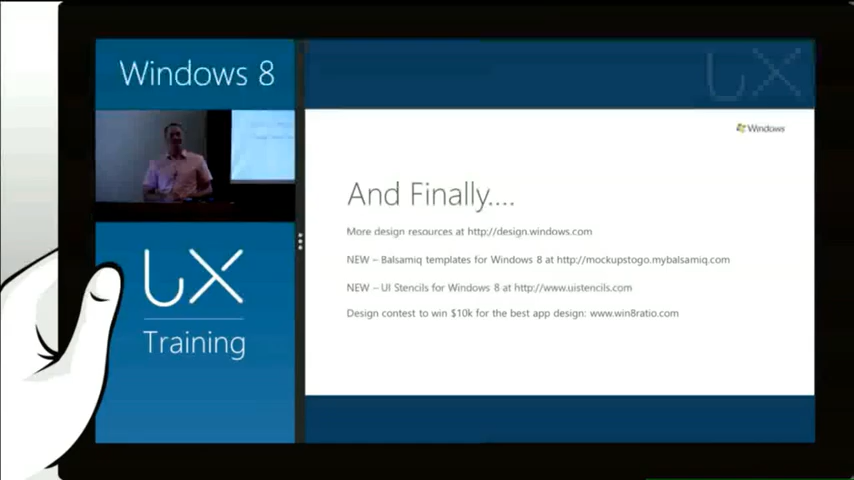 Windows 8
UX
Training
UX
Windows
And Finally....
More design resources at http://design.windows.com
NEW – Balsamiq templates for Windows 8 at http://mockupstogo.mybalsamiq.com
NEW – UI Stencils for Windows 8 at http://www.uistencils.com
Design contest to win $10k for the best app design: www.win8ratio.com